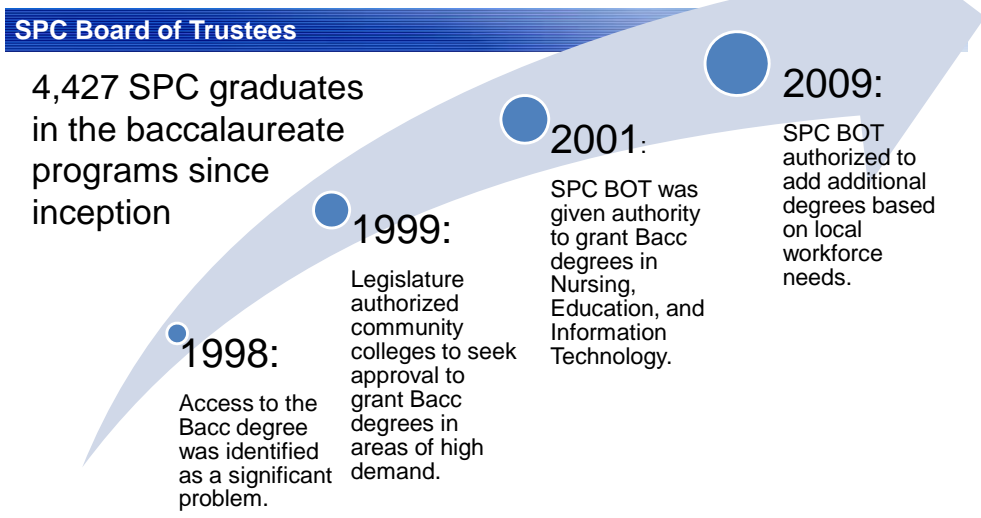 SPC Board of Trustees
4,427 SPC graduates
in the baccalaureate
programs since
inception
1998:
Access to the
Bacc degree
was identified
as a significant
problem.
1999:
Legislature
authorized
community
colleges to seek
approval to
grant Bacc
degrees in
areas of high
demand.
2001:
SPC BOT was
given authority
to grant Bacc
degrees in
Nursing,
Education, and
Information
Technology.
2009:
SPC BOT
authorized to
add additional
degrees based
on local
workforce
needs.